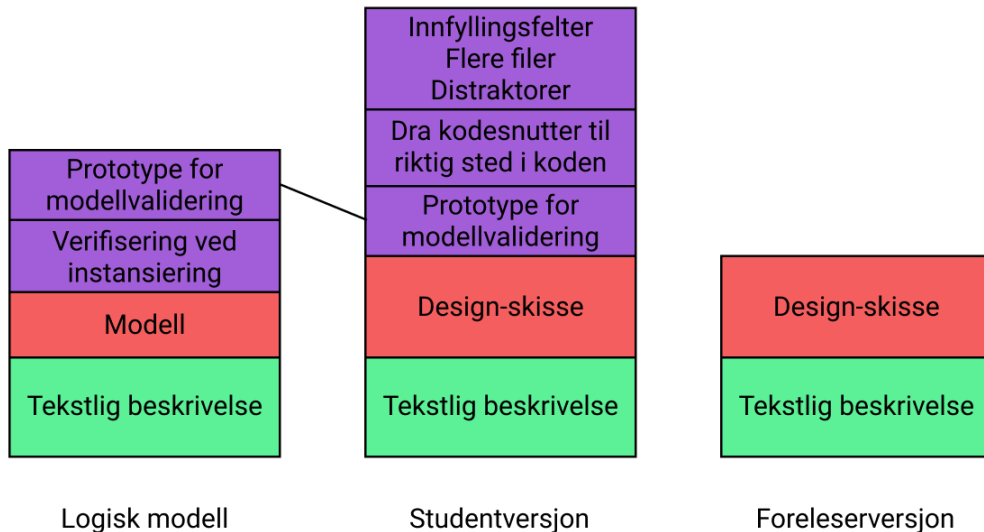 Prototype for
modellvalidering
Verifisering ved
instansiering
Modell
Tekstlig beskrivelse
Logisk modell
Innfyllingsfelter
Flere filer
Distraktorer
Dra kodesnutter til
riktig sted i koden
Prototype for
modellvalidering
Design-skisse
Tekstlig beskrivelse
Studentversjon
Design-skisse
Tekstlig beskrivelse
Foreleserversjon